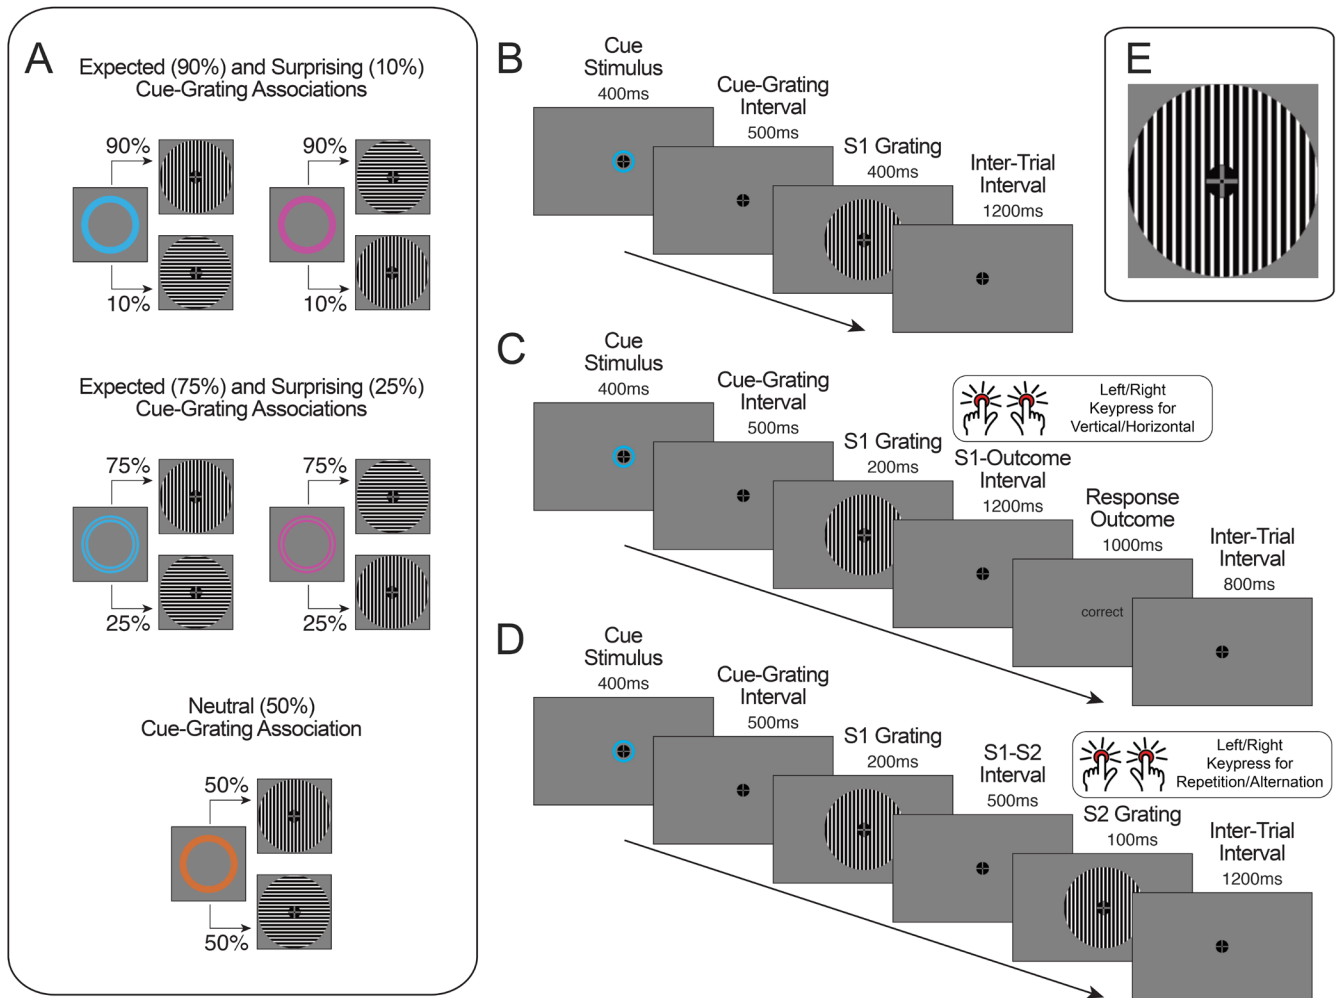 A
Expected (90%) and Surprising (10%)
Cue-Grating Associations
90%
90%
10%
10%
Expected (75%) and Surprising (25%)
Cue-Grating Associations
75%
75%
25%
25%
Neutral (50%)
Cue-Grating Association
50%
50%
B
Cue
Stimulus
400ms
Cue-Grating
Interval
500ms
S1 Grating
400ms
Inter-Trial
Interval
1200ms
E
C
Cue
Stimulus
400ms
Cue-Grating
Interval
500ms
S1 Grating
200ms
Left/Right
Keypress for
Vertical/Horizontal
S1-Outcome
Interval
1200ms
Response
Outcome
1000ms
correct
Inter-Trial
Interval
800ms
D
Cue
Stimulus
400ms
Cue-Grating
Interval
500ms
S1 Grating
200ms
S1-S2
Interval
500ms
Left/Right
Keypress for
Repetition/Alternation
S2 Grating
100ms
Inter-Trial
Interval
1200ms